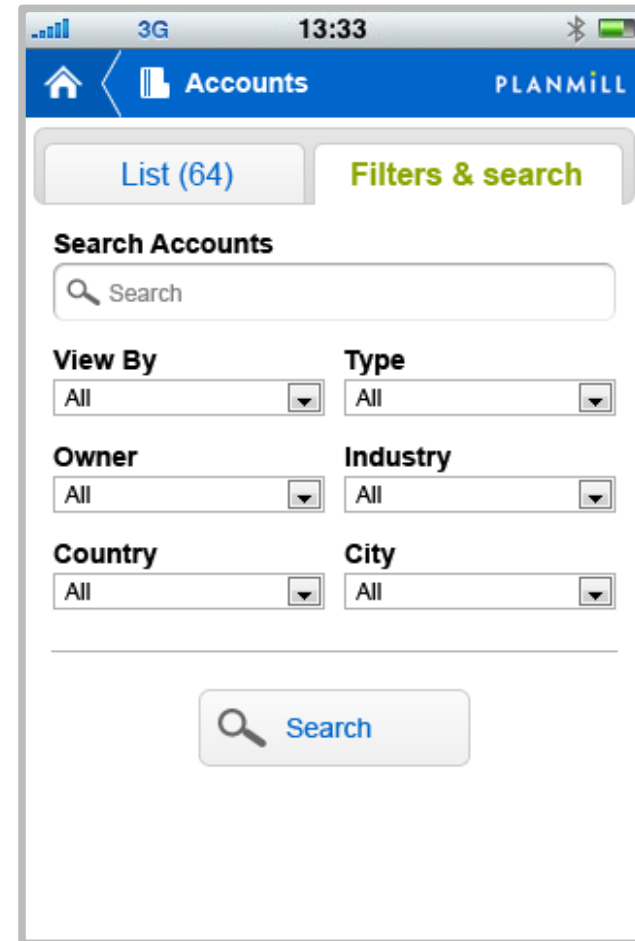 3G 13:33
Accounts PLANMiLL
List (64) Filters & search
Search Accounts
Search
View By Type
All All
Owner Industry
All All
Country City
All All
Search